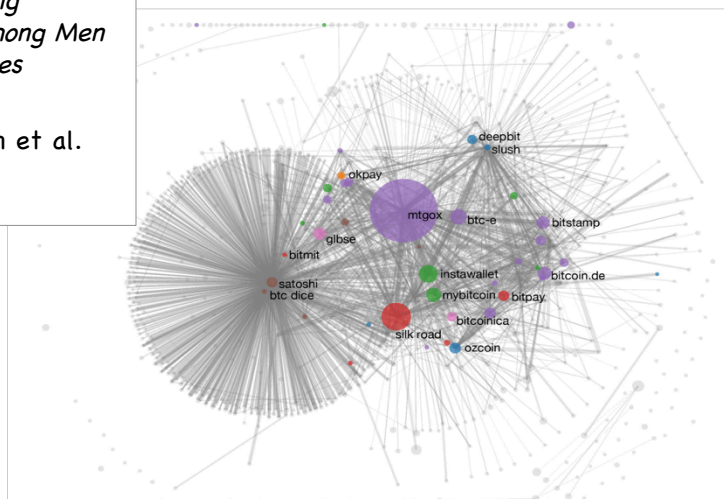 ng
mong Men
es
n et al.
deepbit
slush
okpay
mtgox
btc-e
bitstamp
glbse
bitmit
satoshi
btc dice
instawallet
bitcoin.de
mybitcoin
bitpay
bitcoinica
silk road
ozcoin